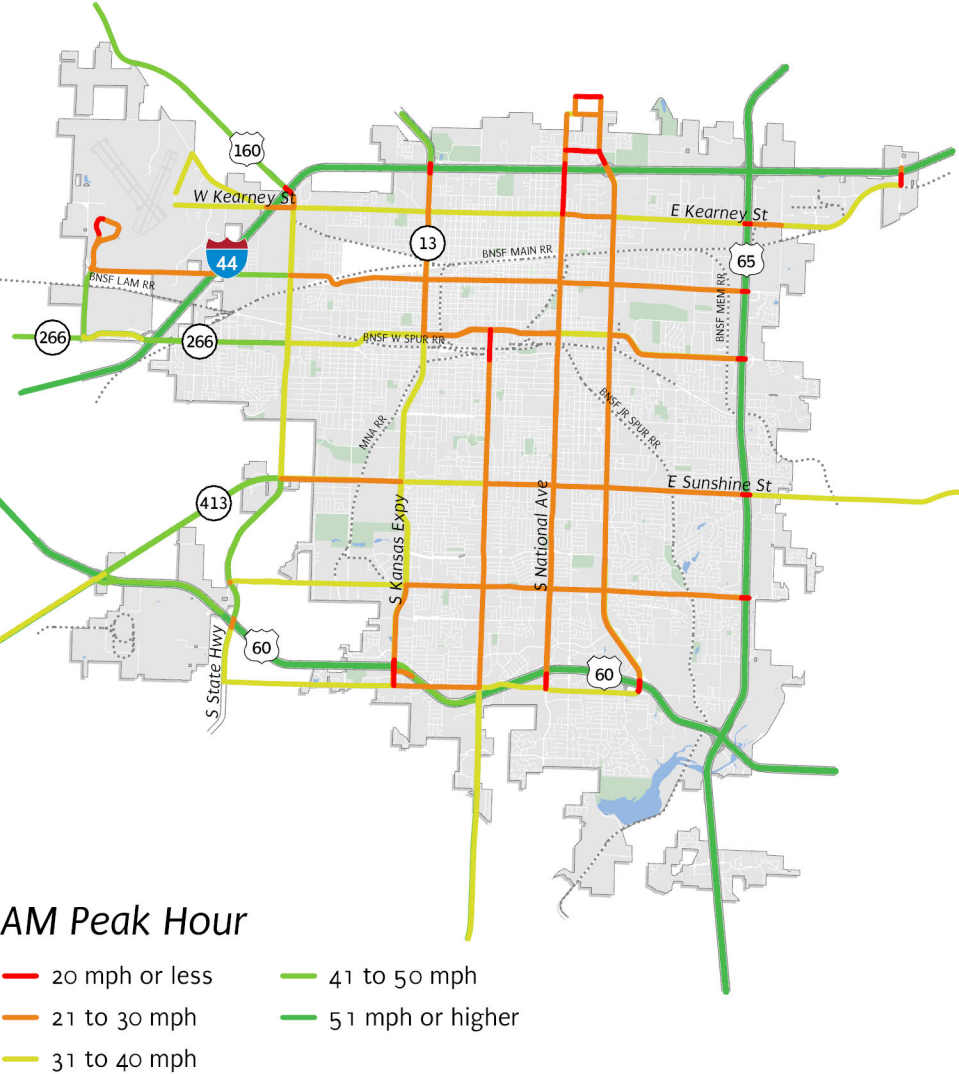 160
W Kearney St
E Kearney St
13
BNSF MAIN RR
44
65
BNSF LAM RR
BNSF MEM RR
266
266
BNSF W SPUR RR
BNSF JR SPUR RR
MNA RR
E Sunshine St
413
S Kansas Expy
S National Ave
S State Hwy
60
60
AM Peak Hour
20 mph or less
41 to 50 mph
21 to 30 mph
51 mph or higher
31 to 40 mph